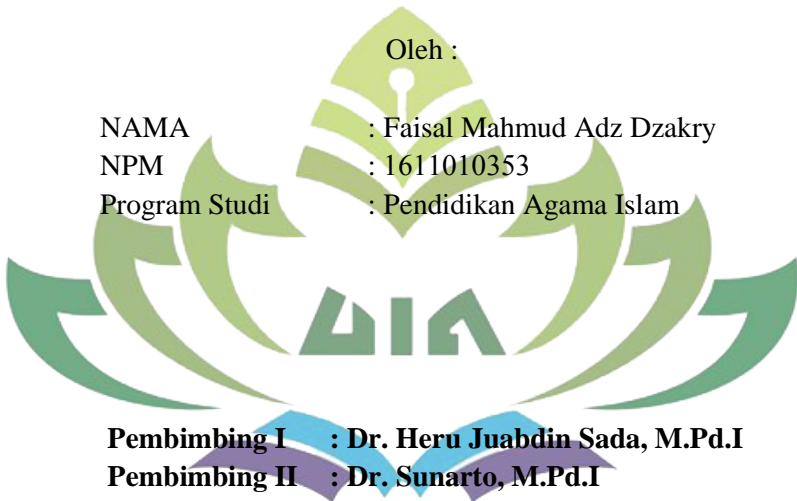 Oleh :
NAMA : Faisal Mahmud Adz Dzakry
NPM : 1611010353
Program Studi : Pendidikan Agama Islam
UIN
Pembimbing I : Dr. Heru Juabdin Sada, M.Pd.I
Pembimbing II : Dr. Sunarto, M.Pd.I